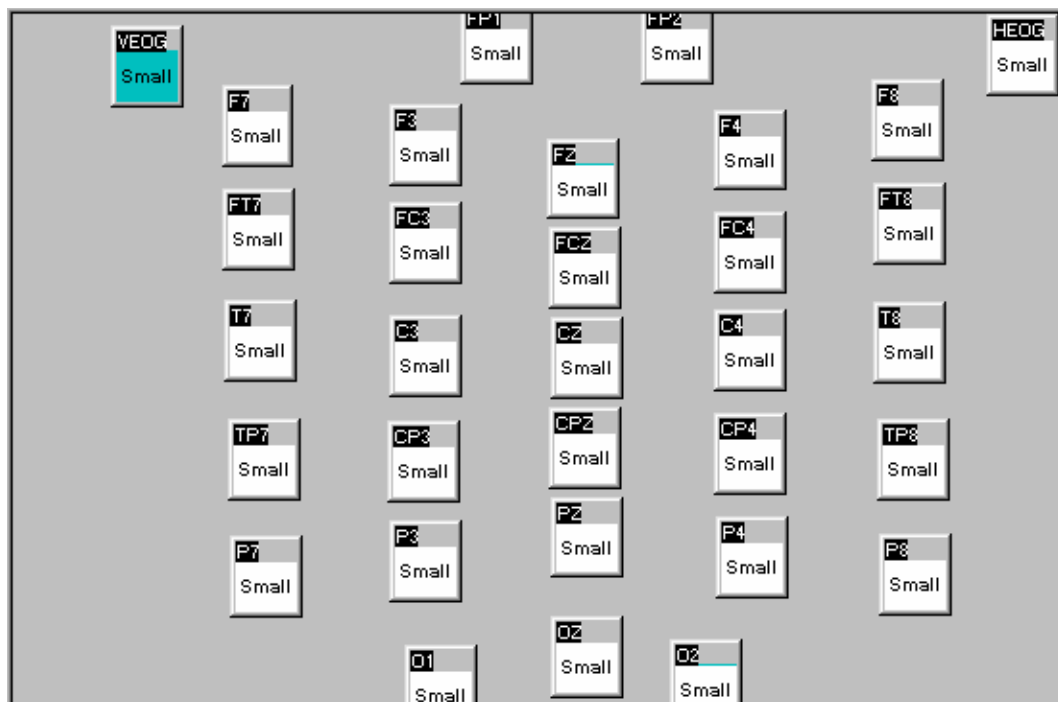 FP1
Small
FP2
Small
HEOG
Small
VEOG
Small
F7
Small
F3
Small
FZ
Small
F4
Small
F8
Small
FT7
Small
FC3
Small
FCZ
Small
FC4
Small
FT8
Small
T7
Small
C3
Small
CZ
Small
C4
Small
T8
Small
TP7
Small
CP3
Small
CPZ
Small
CP4
Small
TP8
Small
P7
Small
P3
Small
PZ
Small
P4
Small
P8
Small
O1
Small
OZ
Small
O2
Small